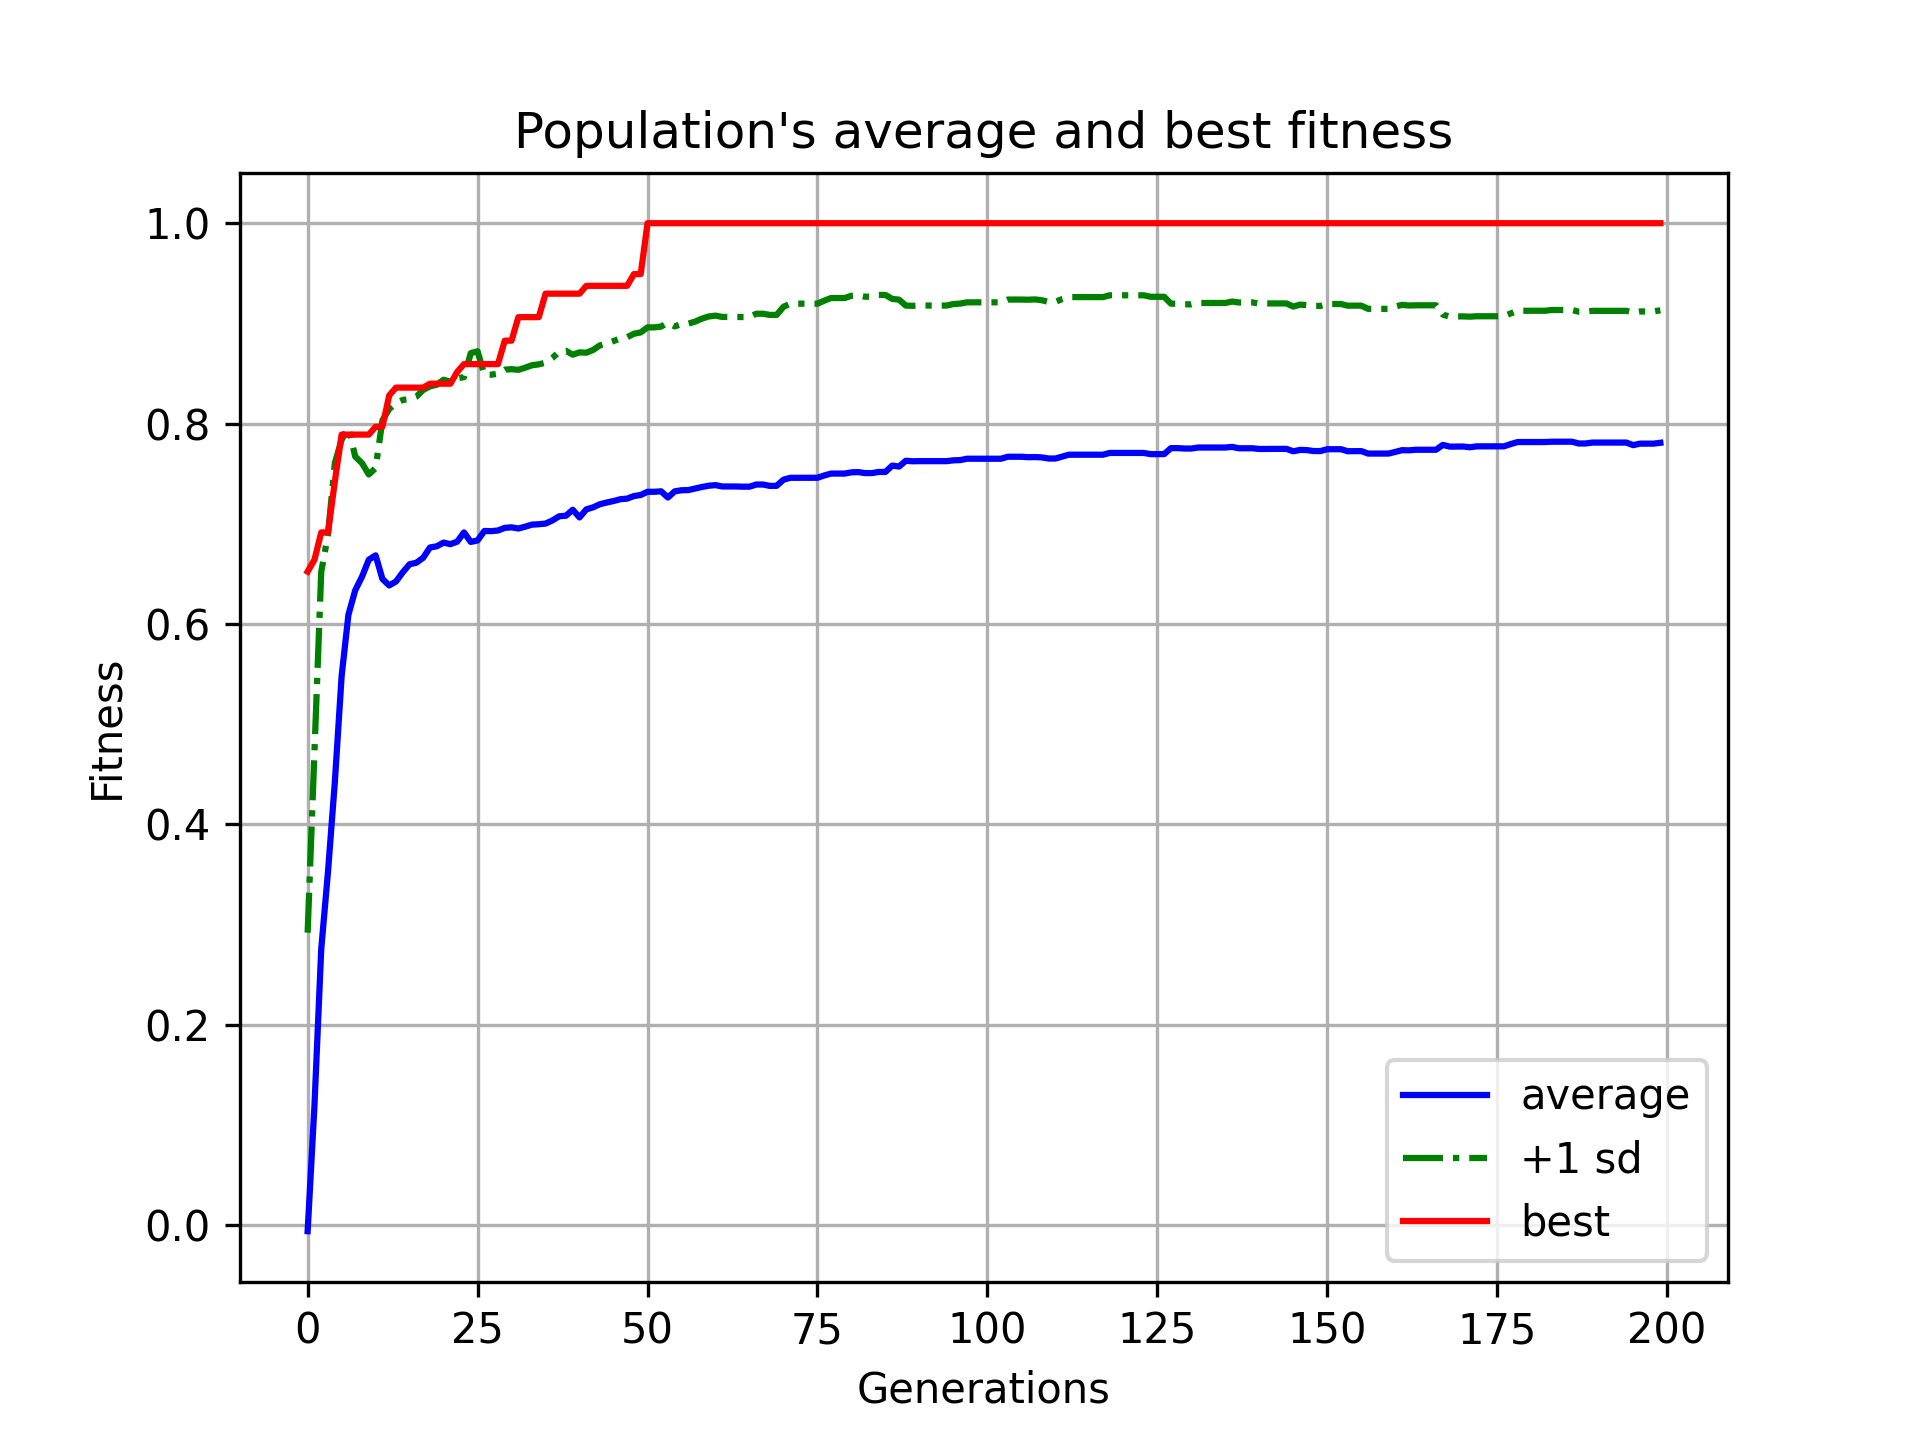 Population's average and best fitness
1.0
0.8
0.6
0.4
0.2
0.0
Fitness
0 25 50 75 100 125 150 175 200
Generations
average
+1 sd
best